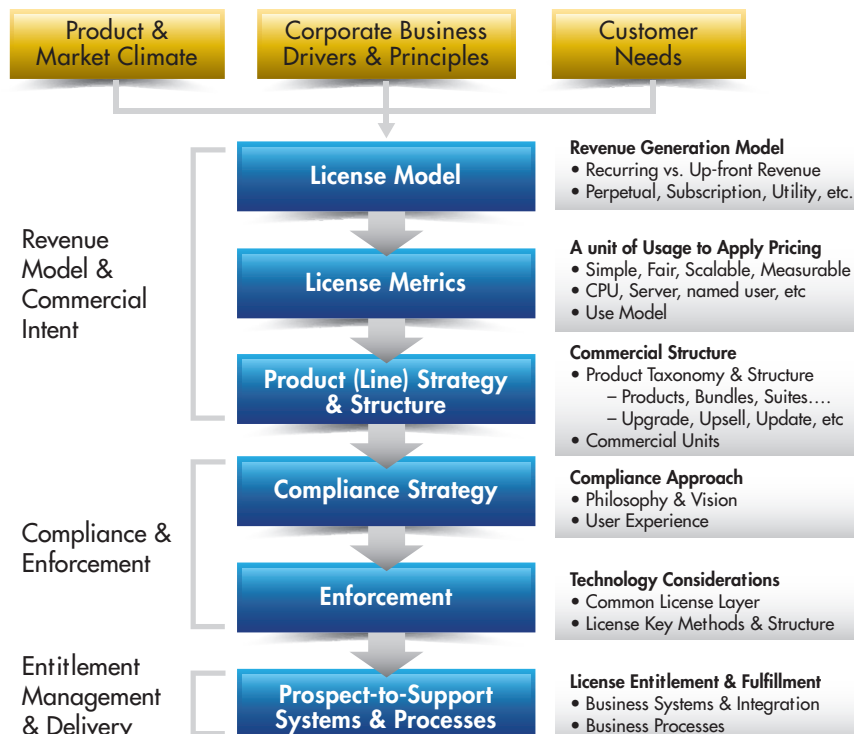 Product &
Market Climate
Corporate Business
Drivers & Principles
Customer
Needs
Revenue
Model &
Commercial
Intent
License Model
Revenue Generation Model
• Recurring vs. Up-front Revenue
• Perpetual, Subscription, Utility, etc.
License Metrics
A unit of Usage to Apply Pricing
• Simple, Fair, Scalable, Measurable
• CPU, Server, named user, etc
• Use Model
Product (Line) Strategy
& Structure
Commercial Structure
• Product Taxonomy & Structure
– Products, Bundles, Suites….
– Upgrade, Upsell, Update, etc
• Commercial Units
Compliance &
Enforcement
Compliance Strategy
Compliance Approach
• Philosophy & Vision
• User Experience
Enforcement
Technology Considerations
• Common License Layer
• License Key Methods & Structure
Entitlement
Management
& Delivery
Prospect-to-Support
Systems & Processes
License Entitlement & Fulfillment
• Business Systems & Integration
• Business Processes